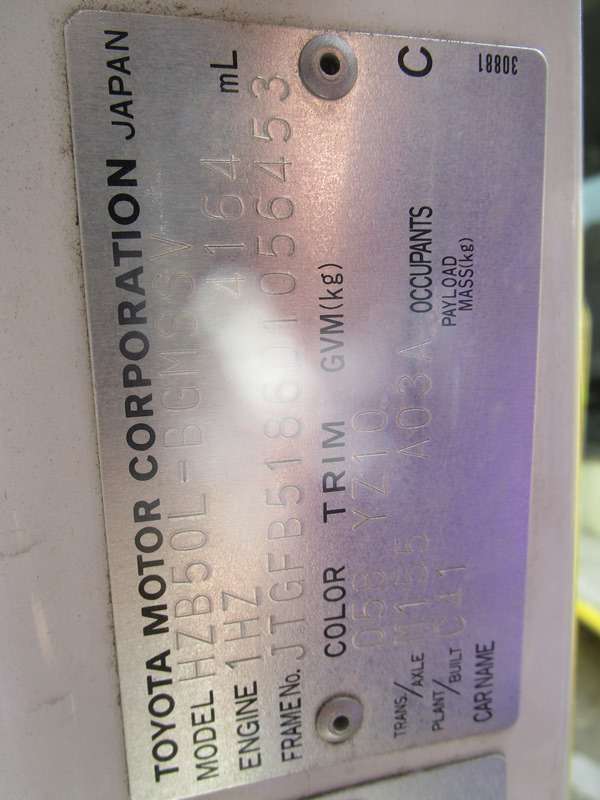 TOYOTA MOTOR CORPORATION JAPAN
MODEL HZB50L-BGMSSV
ENGINE 1HZ 4164 mL
FRAME No. JTGFB518601056453
COLOR TRIM GVM(kg) C
058 YZ10
TRANS/AXLE M155 A03A OCCUPANTS
PLANT/BUILT C41 PAYLOAD MASS(kg)
CAR NAME
30881